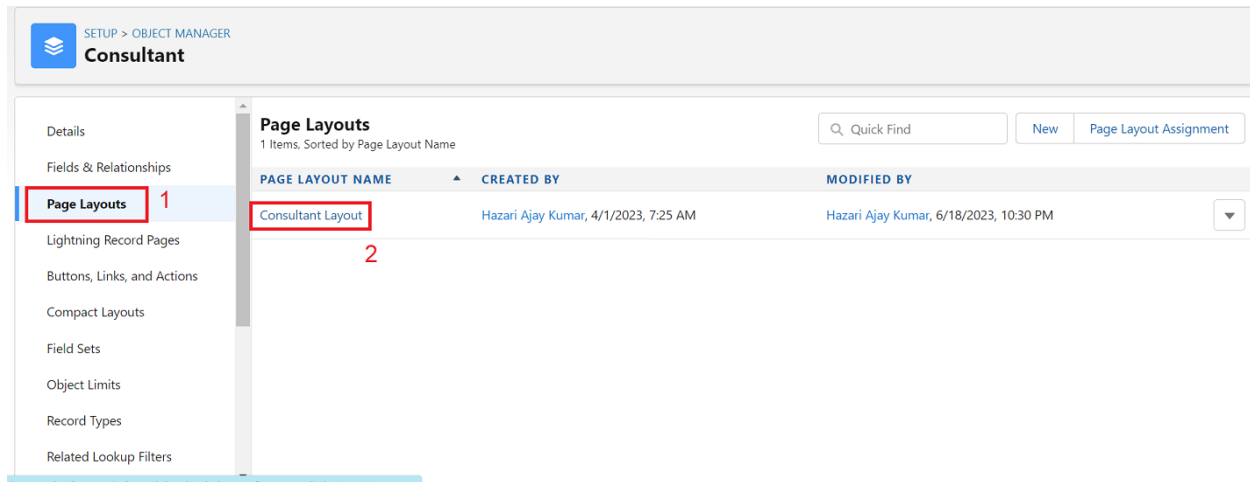 SETUP > OBJECT MANAGER
Consultant
Details
Fields & Relationships
Page Layouts 1
Lightning Record Pages
Buttons, Links, and Actions
Compact Layouts
Field Sets
Object Limits
Record Types
Related Lookup Filters
Page Layouts
1 Items, Sorted by Page Layout Name
Quick Find
New
Page Layout Assignment
PAGE LAYOUT NAME CREATED BY MODIFIED BY
Consultant Layout Hazari Ajay Kumar, 4/1/2023, 7:25 AM Hazari Ajay Kumar, 6/18/2023, 10:30 PM
2